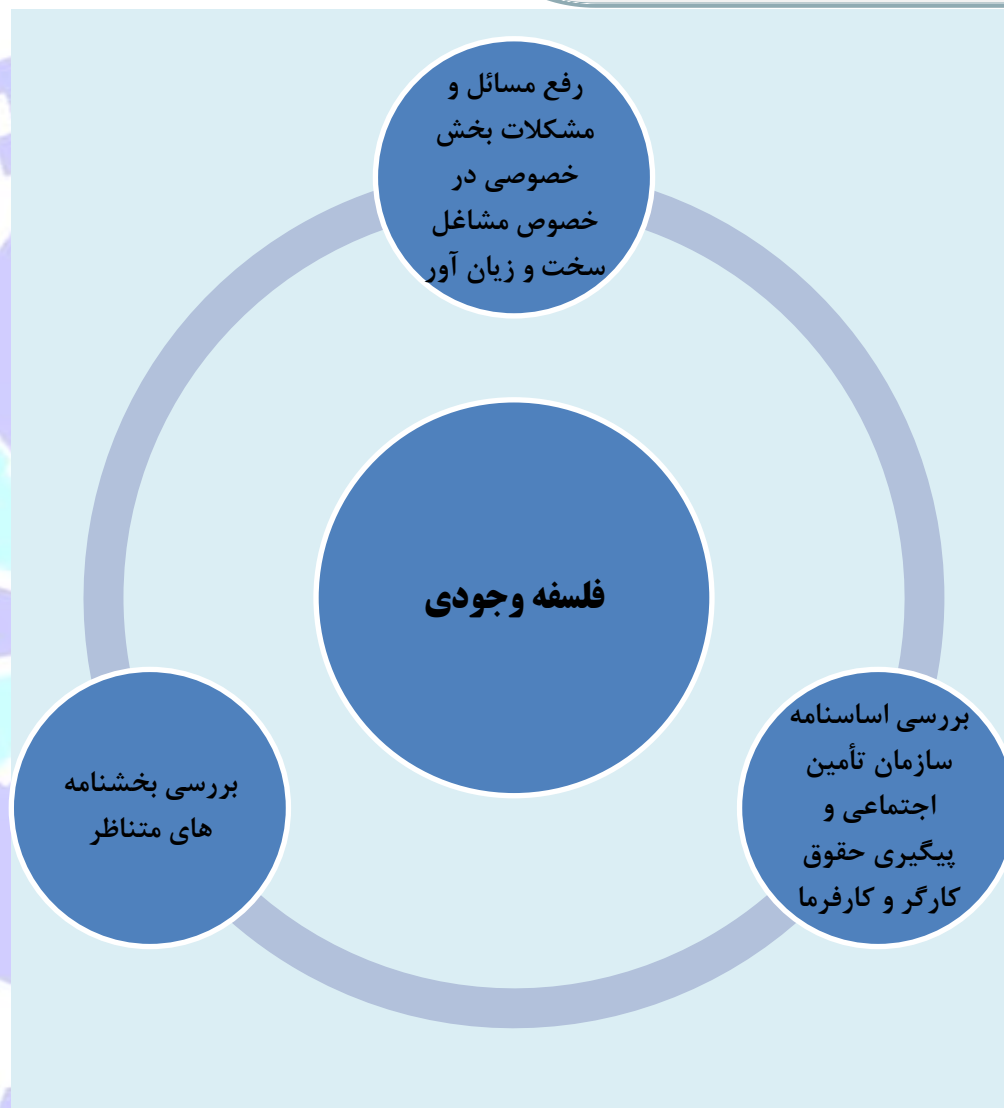 رفع مسائل و
مشکلات بخش
خصوصی در
خصوص مشاغل
سخت و زیان آور
فلسفه وجودی
بررسی اساسنامه
سازمان تأمین
اجتماعی و
پیگیری حقوق
کارگر و کارفرما
بررسی بخشنامه
های متناظر